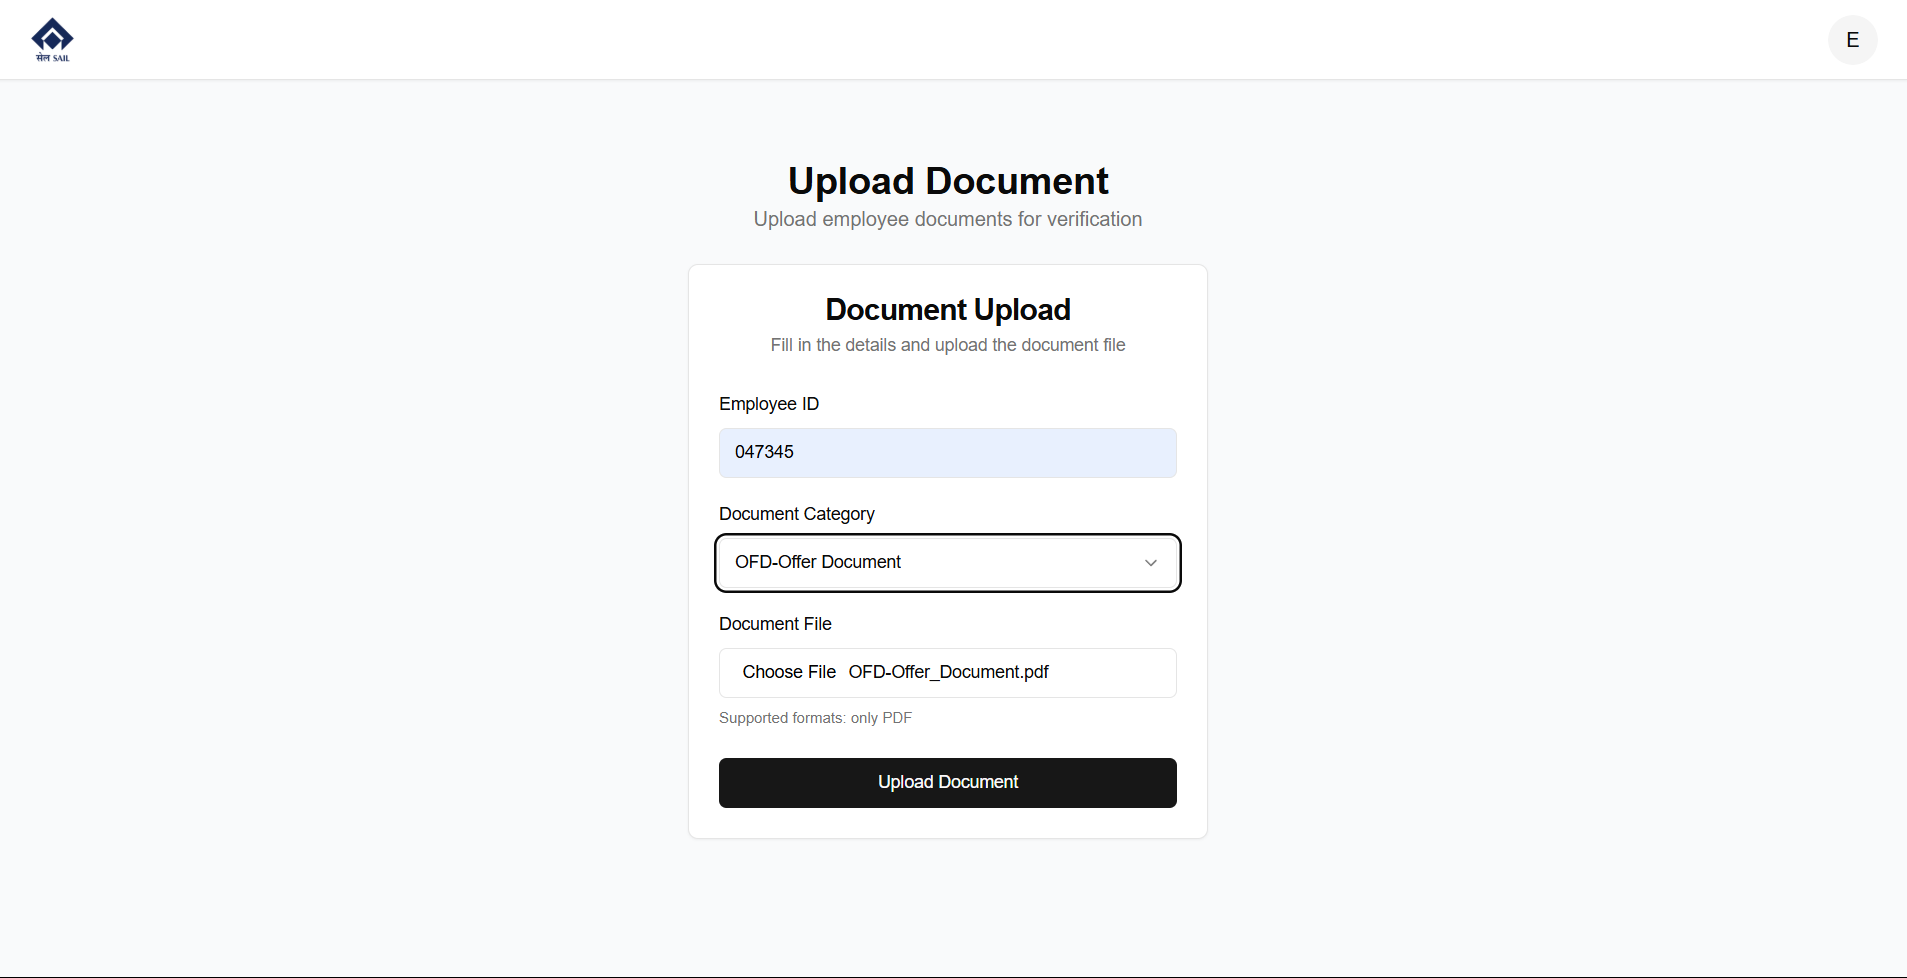 सेल SAIL
E
Upload Document
Upload employee documents for verification
Document Upload
Fill in the details and upload the document file
Employee ID
047345
Document Category
OFD-Offer Document
Document File
Choose File OFD-Offer_Document.pdf
Supported formats: only PDF
Upload Document